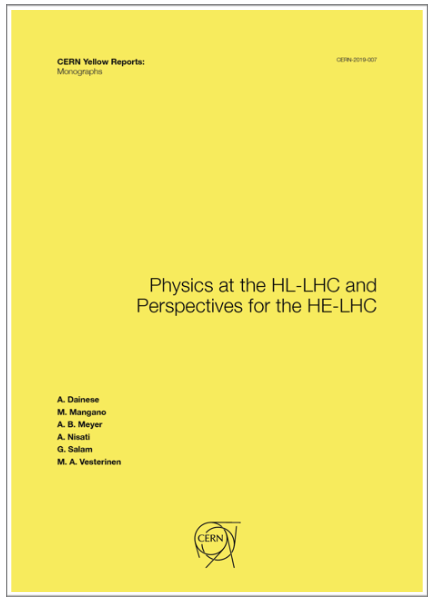 CERN Yellow Reports:
Monographs
CERN-2019-007
Physics at the HL-LHC and
Perspectives for the HE-LHC
A. Dainese
M. Mangano
A. B. Meyer
A. Nisati
G. Salam
M. A. Vesterinen
CERN